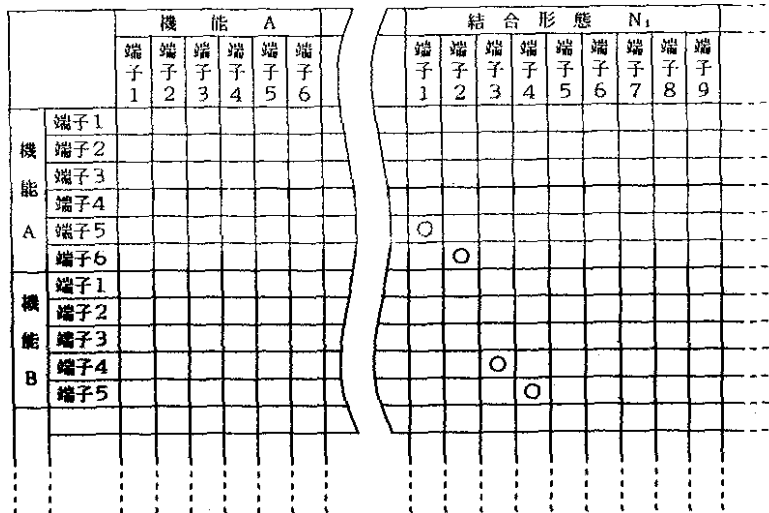 機能A 結合形態 N₁
端子1 端子2 端子3 端子4 端子5 端子6 端子1 端子2 端子3 端子4 端子5 端子6 端子7 端子8 端子9
機能A
端子1
端子2
端子3
端子4
端子5 ○
端子6 ○
機能B
端子1
端子2
端子3
端子4 ○
端子5 ○